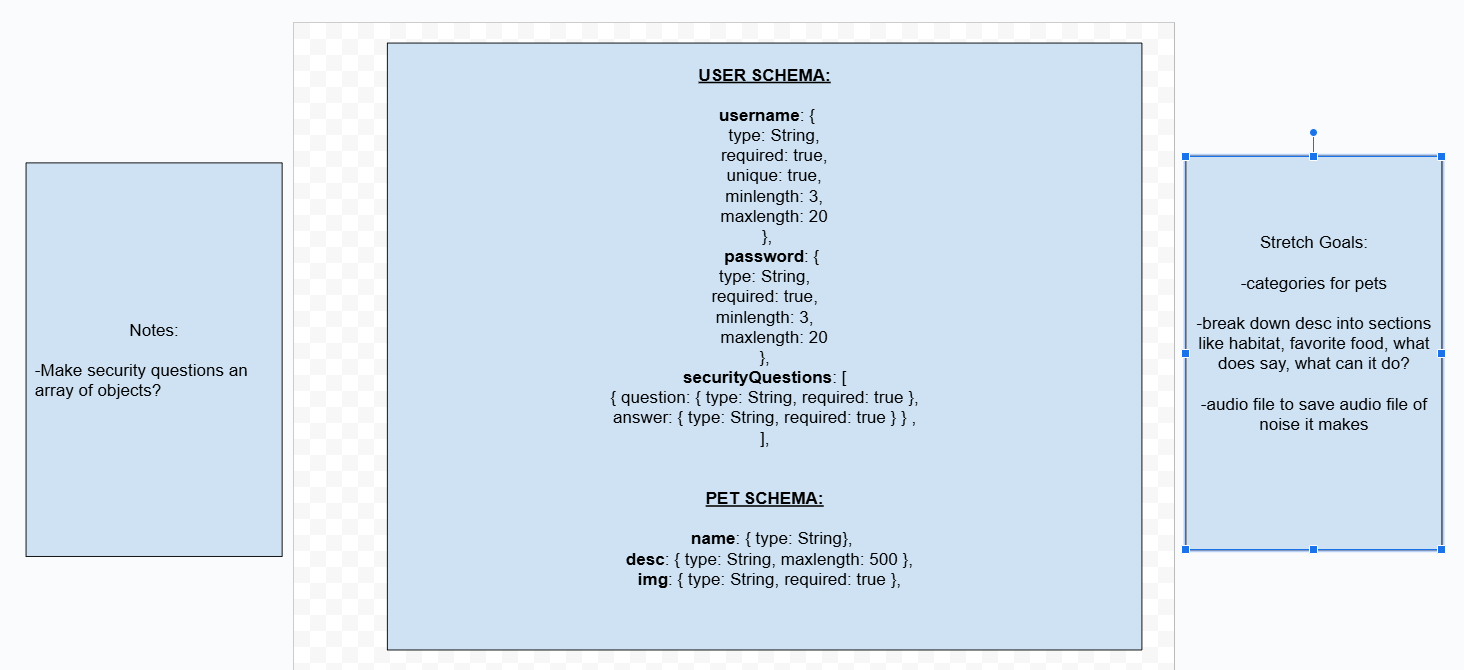 Notes:
-Make security questions an
array of objects?
USER SCHEMA:
username: {
type: String,
required: true,
unique: true,
minlength: 3,
maxlength: 20
},
password: {
type: String,
required: true,
minlength: 3,
maxlength: 20
},
securityQuestions: [
{ question: { type: String, required: true },
answer: { type: String, required: true } } ,
],
PET SCHEMA:
name: { type: String},
desc: { type: String, maxlength: 500 },
img: { type: String, required: true },
Stretch Goals:
-categories for pets
-break down desc into sections
like habitat, favorite food, what
does say, what can it do?
-audio file to save audio file of
noise it makes